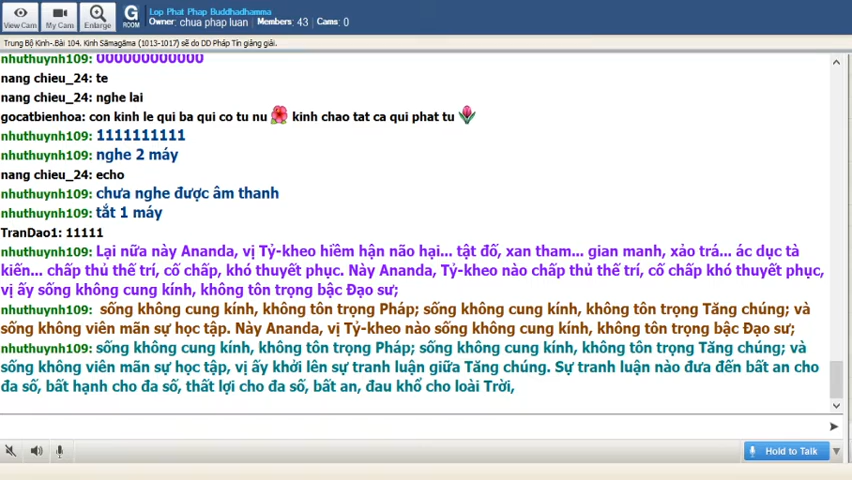 View Cam
My Cam
Enlarge
G
ROOM
Lop Phat Phap Buddhadhamma
Owner: chua phap luan Members: 43 Cams: 0
Trung Bộ Kinh-.Bài 104. Kinh Sāmagāma (1013-1017) sẽ do DD Pháp Tín giảng giải.
nhuthuynh109: 000000000000
nang chieu_24: te
nang chieu_24: nghe lai
gocatbienhoa: con kinh le qui ba qui co tu nu kinh chao tat ca qui phat tu
nhuthuynh109: 1111111111
nhuthuynh109: nghe 2 máy
nang chieu_24: echo
nhuthuynh109: chưa nghe được âm thanh
nhuthuynh109: tắt 1 máy
TranDao1: 11111
nhuthuynh109: Lại nữa này Ananda, vị Tỷ-kheo hiềm hận não hại... tật đố, xan tham... gian manh, xảo trá... ác dục tà
kiến... chấp thủ thế trí, cố chấp, khó thuyết phục. Này Ananda, Tỷ-kheo nào chấp thủ thế trí, cố chấp khó thuyết phục,
vị ấy sống không cung kính, không tôn trọng bậc Đạo sư;
nhuthuynh109: sống không cung kính, không tôn trọng Pháp; sống không cung kính, không tôn trọng Tăng chúng; và
sống không viên mãn sự học tập. Này Ananda, vị Tỷ-kheo nào sống không cung kính, không tôn trọng bậc Đạo sư;
nhuthuynh109: sống không cung kính, không tôn trọng Pháp; sống không cung kính, không tôn trọng Tăng chúng; và
sống không viên mãn sự học tập, vị ấy khởi lên sự tranh luận giữa Tăng chúng. Sự tranh luận nào đưa đến bất an cho
đa số, bất hạnh cho đa số, thất lợi cho đa số, bất an, đau khổ cho loài Trời,
Hold to Talk